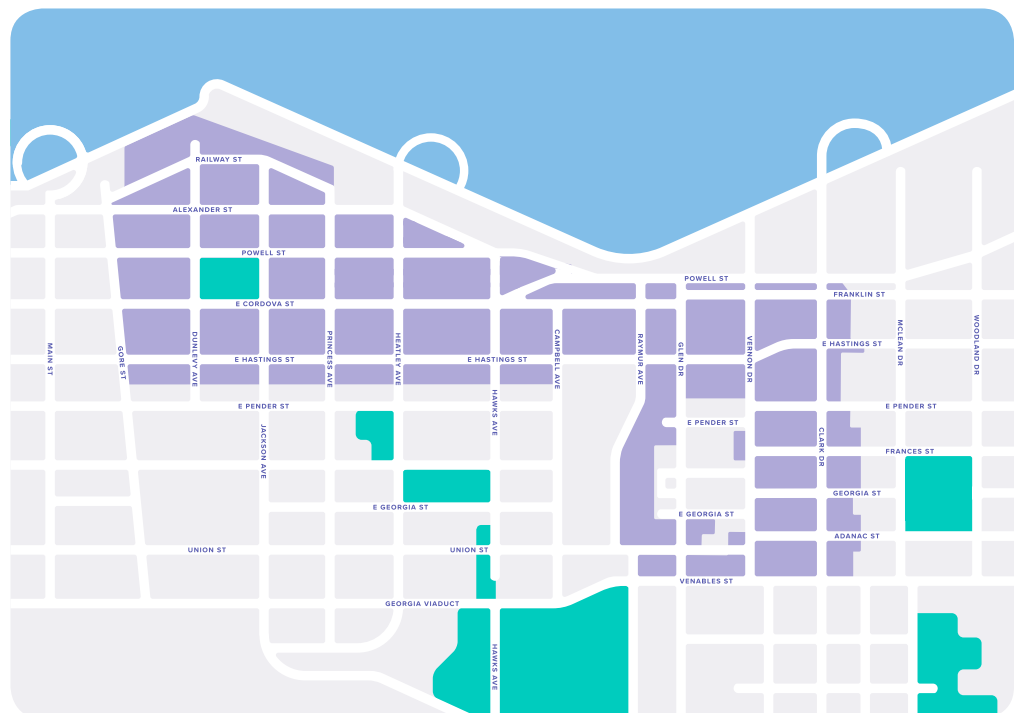 RAILWAY ST
ALEXANDER ST
POWELL ST
POWELL ST
FRANKLIN ST
E CORDOVA ST
MAIN ST
GORE ST
DUNLEVY AVE
PRINCESS AVE
HEATLEY AVE
CAMPBELL AVE
RAYMUR AVE
GLEN DR
VERNON DR
MCLEAN DR
WOODLAND DR
E HASTINGS ST
E HASTINGS ST
E HASTINGS ST
HAWKS AVE
E PENDER ST
E PENDER ST
E PENDER ST
JACKSON AVE
CLARK DR
FRANCES ST
GEORGIA ST
E GEORGIA ST
E GEORGIA ST
ADANAC ST
UNION ST
UNION ST
VENABLES ST
GEORGIA VIADUCT
HAWKS AVE